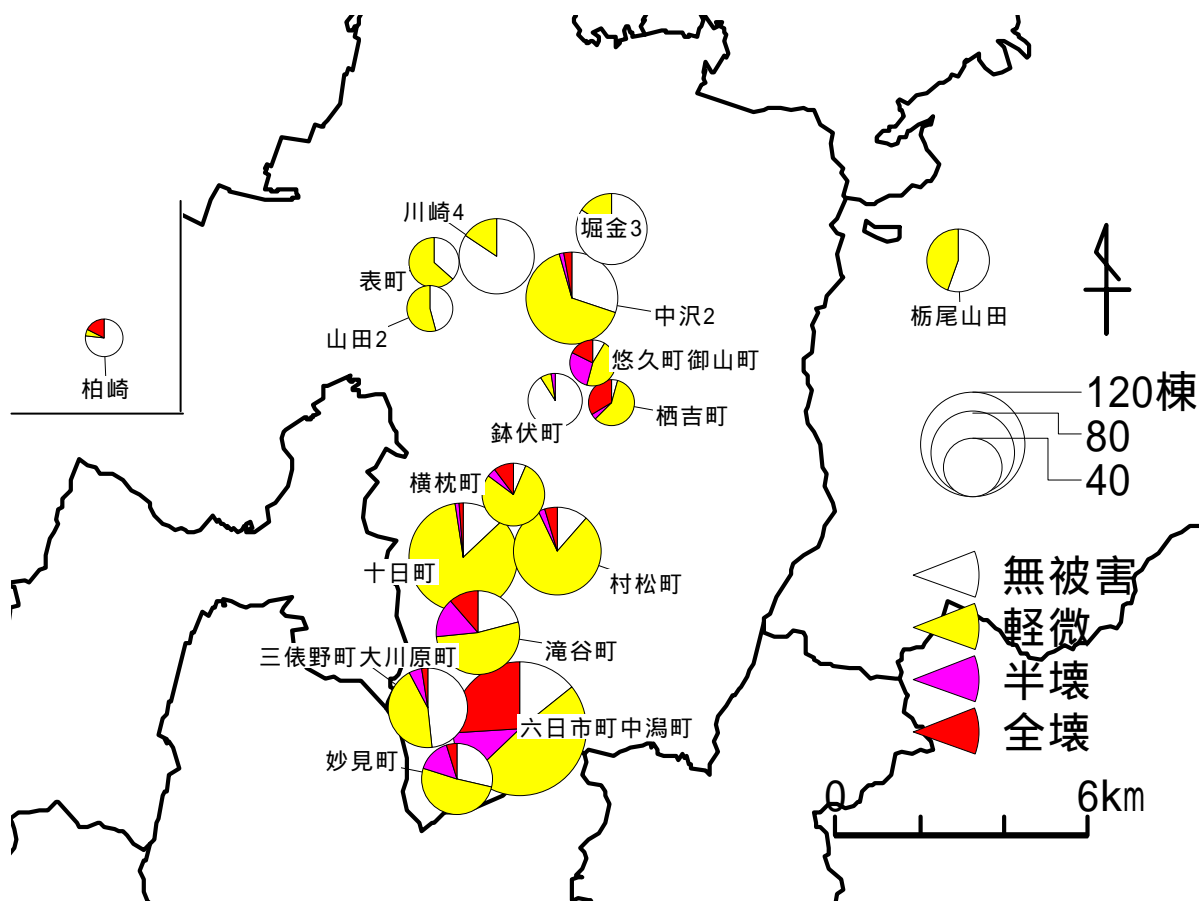 川崎4
堀金3
表町
山田2
中沢2
栃尾山田
柏崎
悠久町御山町
鉢伏町
栖吉町
120棟
80
40
横枕町
十日町
村松町
無被害
軽微
半壊
全壊
三俵野町大川原町
滝谷町
六日市町中潟町
妙見町
0
6km